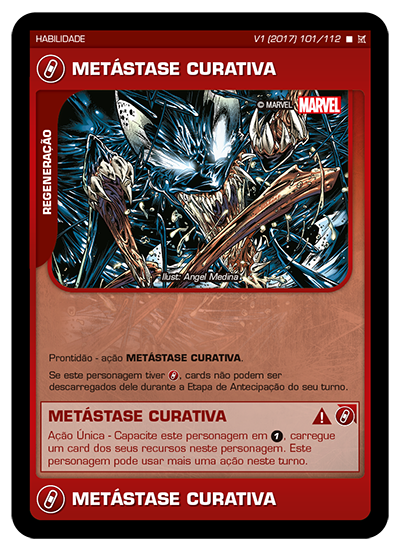 HABILIDADE
V1 (2017) 101/112
METÁSTASE CURATIVA
REGENERAÇÃO
© MARVEL MARVEL
Ilust: Angel Medina
Prontidão - ação METÁSTASE CURATIVA.
Se este personagem tiver , cards não podem ser
descarregados dele durante a Etapa de Antecipação do seu turno.
METÁSTASE CURATIVA
Ação Única - Capacite este personagem em 1, carregue
um card dos seus recursos neste personagem. Este
personagem pode usar mais uma ação neste turno.
METÁSTASE CURATIVA